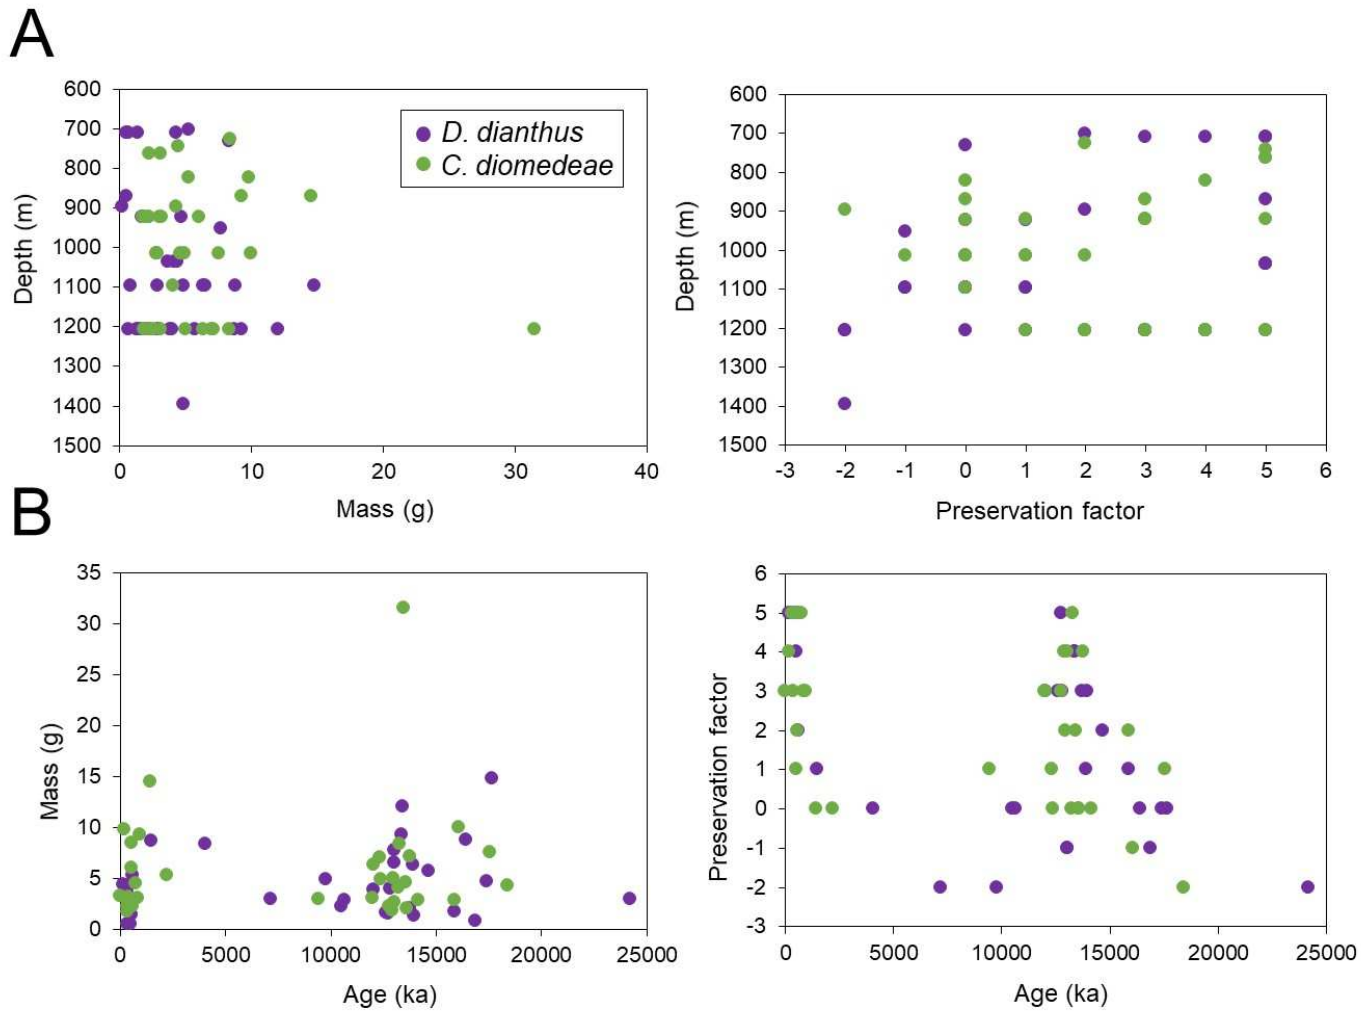 A
600
700
800
900
1000
1100
1200
1300
1400
1500
Depth (m)
0 10 20 30 40
Mass (g)
D. dianthus
C. diomedeae
600
700
800
900
1000
1100
1200
1300
1400
1500
Depth (m)
-3 -2 -1 0 1 2 3 4 5 6
Preservation factor
B
35
30
25
20
15
10
5
0
Mass (g)
0 5000 10000 15000 20000 25000
Age (ka)
6
5
4
3
2
1
0
-1
-2
-3
Preservation factor
0 5000 10000 15000 20000 25000
Age (ka)